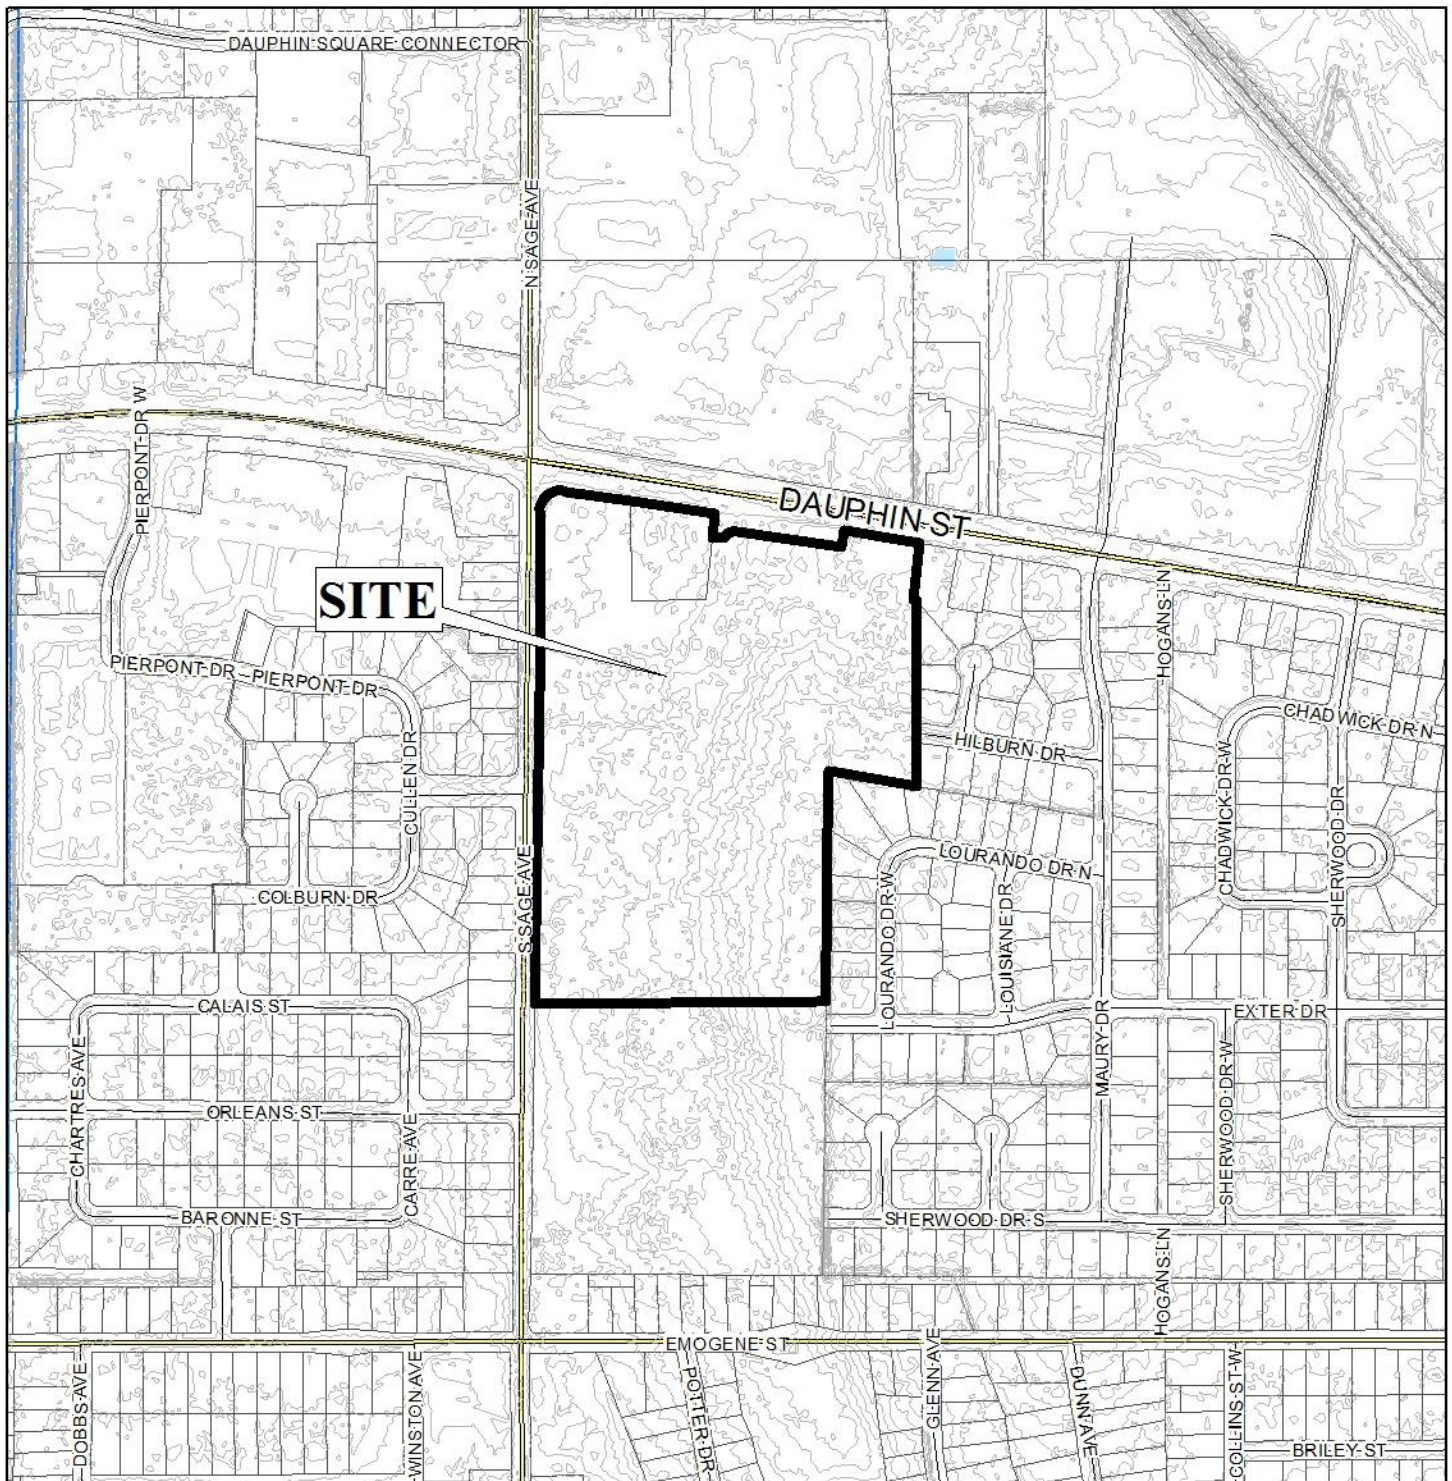 DAUPHIN SQUARE CONNECTOR
N SAGE AVE
PIERPONT DR W
DAUPHIN ST
SITE
HOGANS LN
PIERPONT DR
PIERPONT DR
CHADWICK DR N
HILBURN DR
CULLEN DR
CHADWICK DR W
SHERWOOD DR
LOURANDO DR N
S SAGE AVE
LOURANDO DR W
LOUISIANE DR
COLBURN DR
CALAIS ST
EXTER DR
MAURY DR
CHARTRES AVE
ORLEANS ST
CARRE AVE
SHERWOOD DR W
BARONNE ST
SHERWOOD DR S
HOGANS LN
EMOGENE ST
DOBBS AVE
WINSTON AVE
POTTER DR
GLENN AVE
DUNN AVE
COLLINS ST W
BRILEY ST